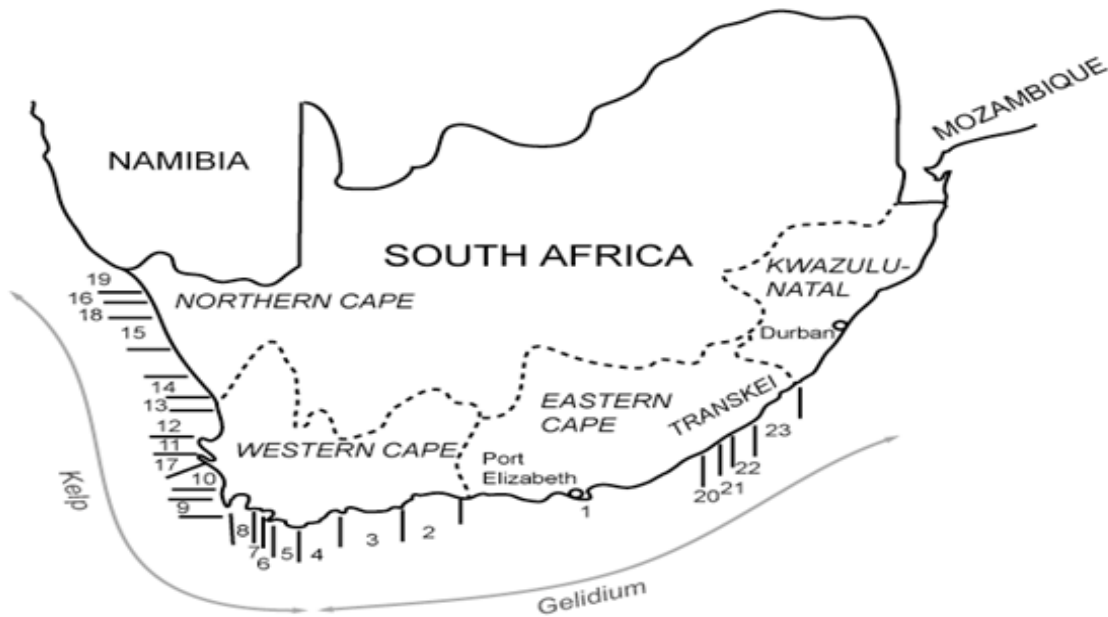 MOZAMBIQUE
NAMIBIA
SOUTH AFRICA
KWAZULU-
NATAL
NORTHERN CAPE
Durban
EASTERN
CAPE
TRANSKEI
WESTERN CAPE
Port
Elizabeth
19
16
18
15
14
13
12
11
17
10
9
8
7
6
5
4
3
2
1
20
21
22
23
Kelp
Gelidium